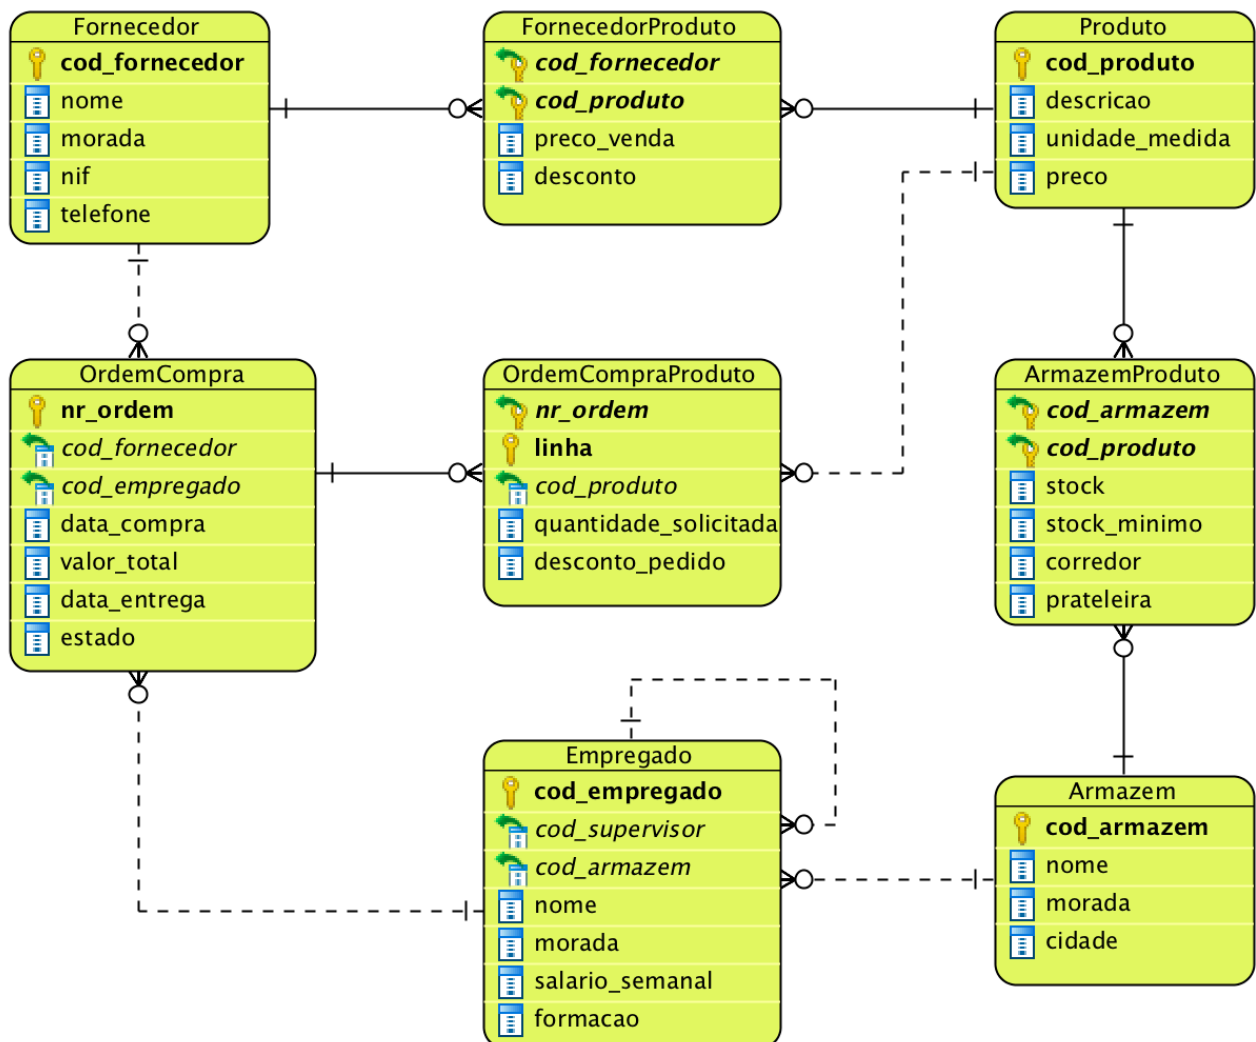 Fornecedor
cod_fornecedor
nome
morada
nif
telefone
FornecedorProduto
cod_fornecedor
cod_produto
preco_venda
desconto
Produto
cod_produto
descricao
unidade_medida
preco
OrdemCompra
nr_ordem
cod_fornecedor
cod_empregado
data_compra
valor_total
data_entrega
estado
OrdemCompraProduto
nr_ordem
linha
cod_produto
quantidade_solicitada
desconto_pedido
ArmazemProduto
cod_armazem
cod_produto
stock
stock_minimo
corredor
prateleira
Empregado
cod_empregado
cod_supervisor
cod_armazem
nome
morada
salario_semanal
formacao
Armazem
cod_armazem
nome
morada
cidade